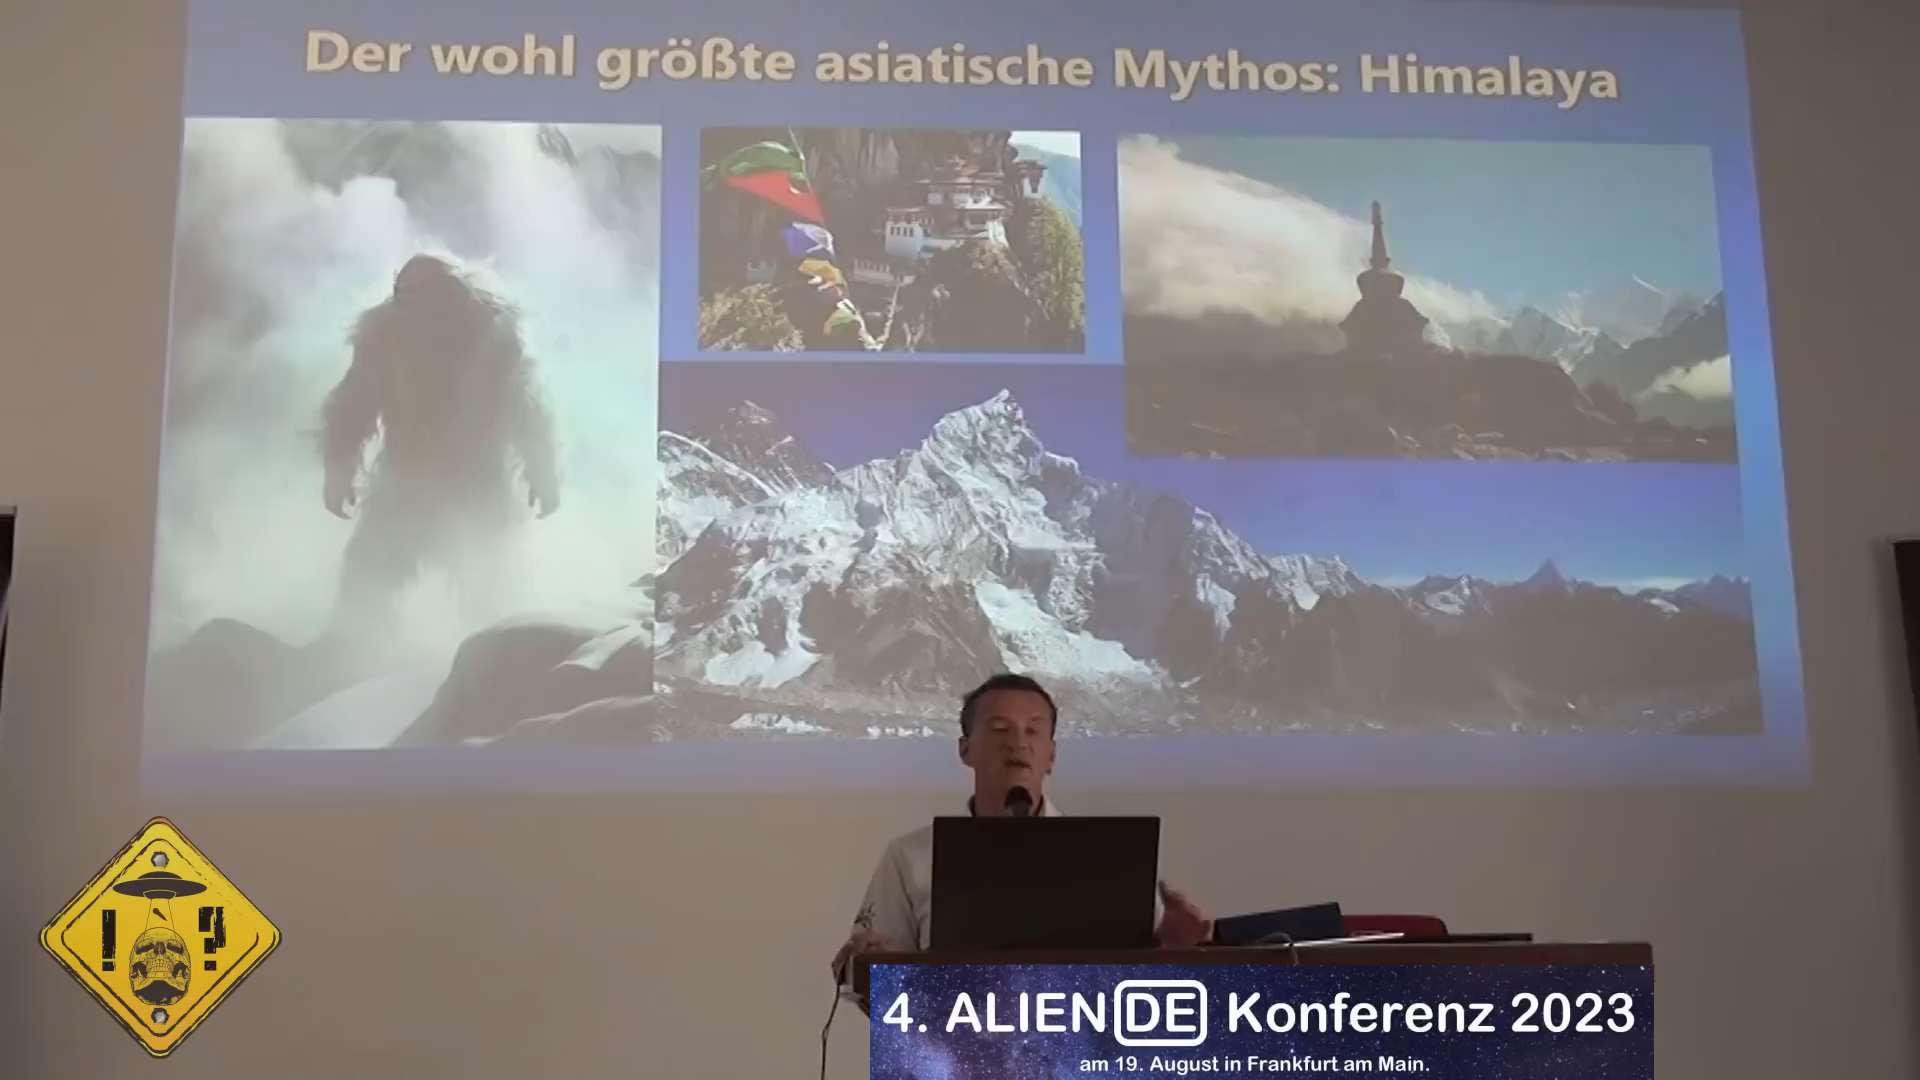 Der wohl größte asiatische Mythos: Himalaya
! ?
4. ALIEN DE Konferenz 2023
am 19. August in Frankfurt am Main.